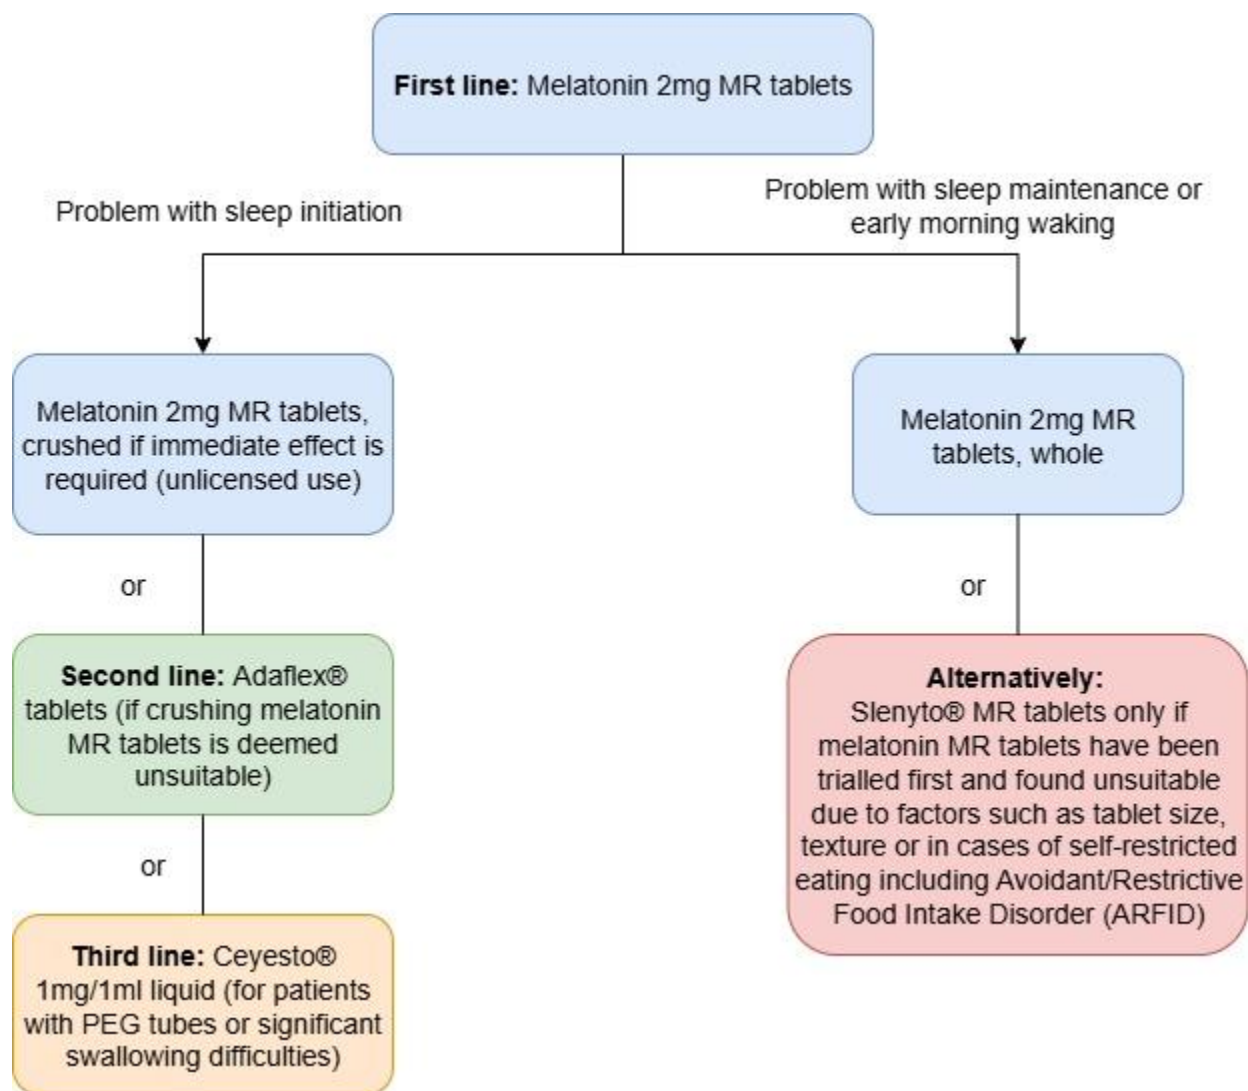 First line: Melatonin 2mg MR tablets
Problem with sleep initiation
Problem with sleep maintenance or
early morning waking
Melatonin 2mg MR tablets,
crushed if immediate effect is
required (unlicensed use)
Melatonin 2mg MR
tablets, whole
or
or
Second line: Adaflex®
tablets (if crushing melatonin
MR tablets is deemed
unsuitable)
Alternatively:
Slenyto® MR tablets only if
melatonin MR tablets have been
trialled first and found unsuitable
due to factors such as tablet size,
texture or in cases of self-restricted
eating including Avoidant/Restrictive
Food Intake Disorder (ARFID)
or
Third line: Ceyesto®
1mg/1ml liquid (for patients
with PEG tubes or significant
swallowing difficulties)